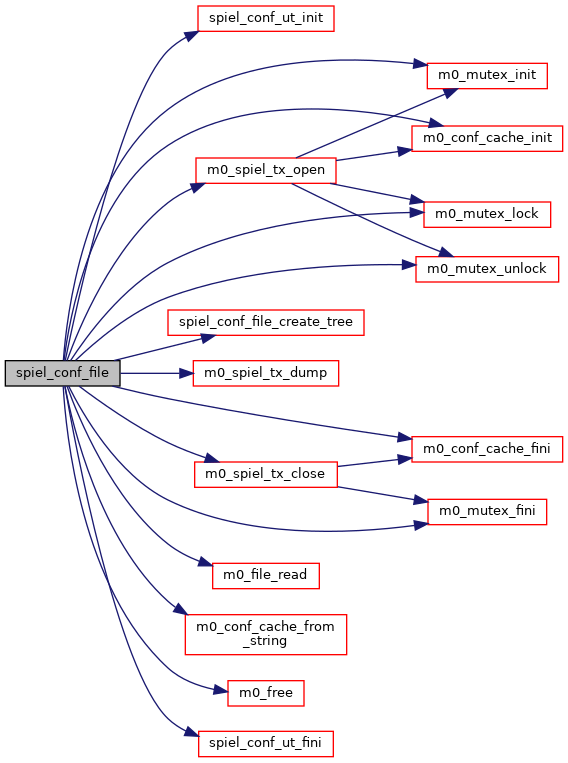 spiel_conf_ut_init
m0_mutex_init
m0_conf_cache_init
m0_spiel_tx_open
m0_mutex_lock
m0_mutex_unlock
spiel_conf_file_create_tree
spiel_conf_file
m0_spiel_tx_dump
m0_conf_cache_fini
m0_spiel_tx_close
m0_mutex_fini
m0_file_read
m0_conf_cache_from
_string
m0_free
spiel_conf_ut_fini